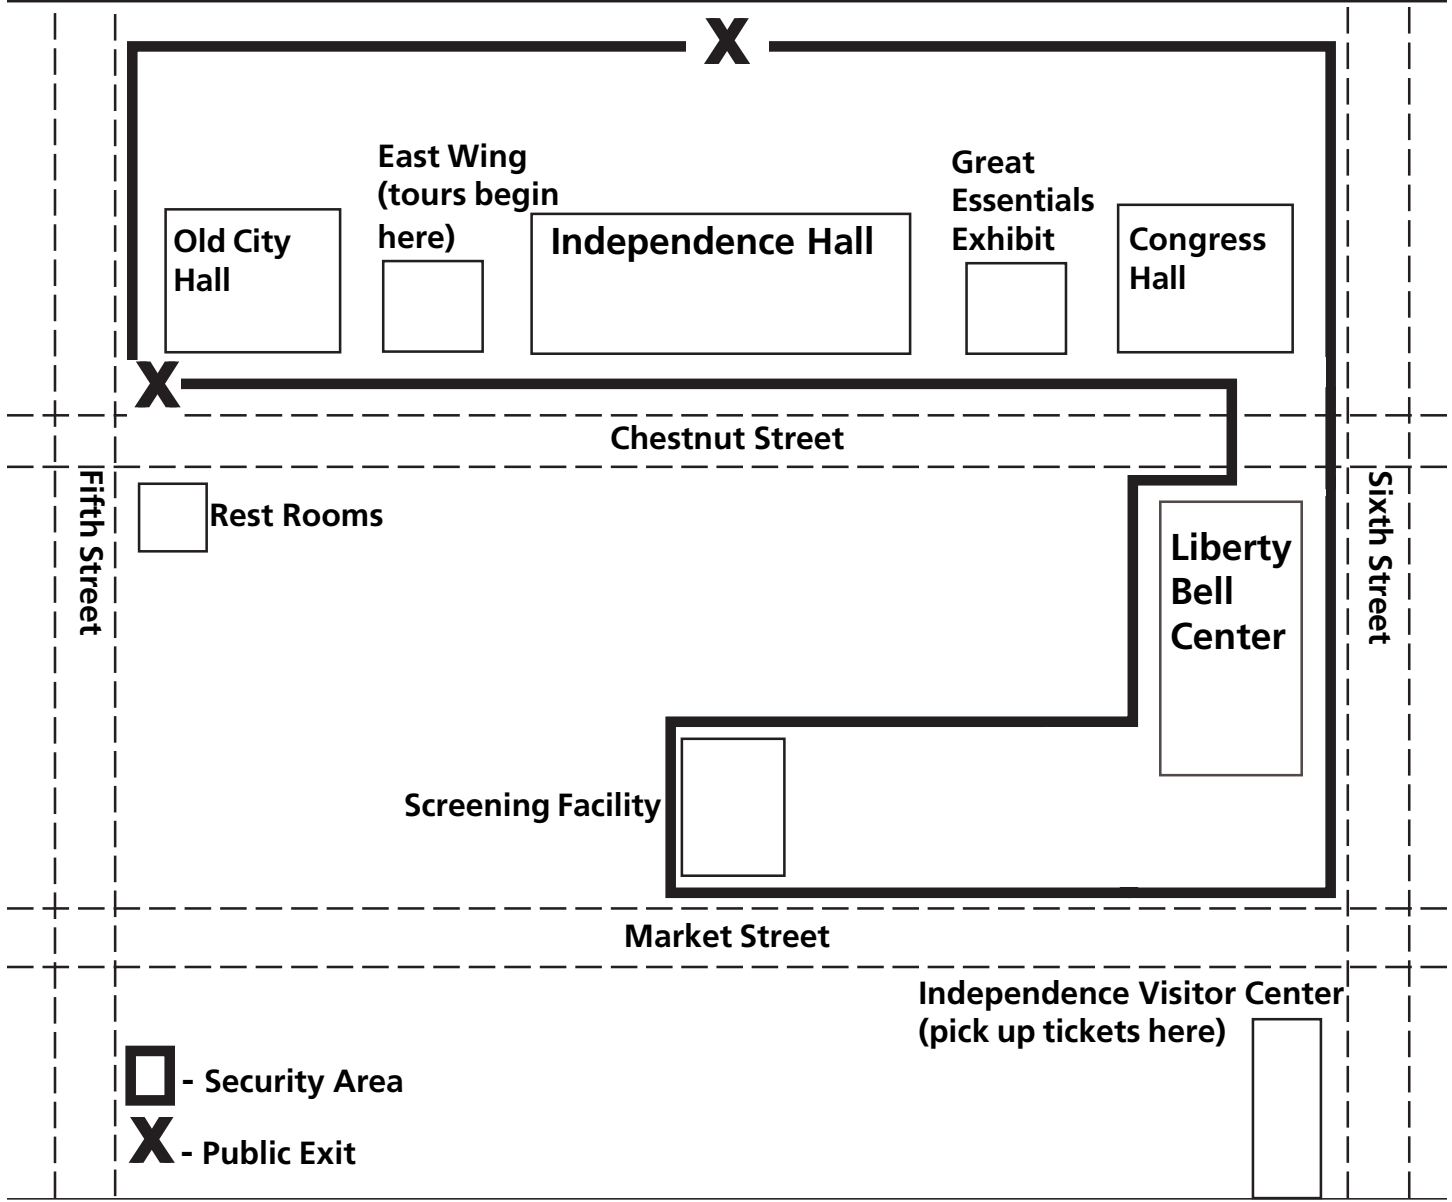 X
East Wing
(tours begin
here)
Great
Essentials
Exhibit
Old City
Hall
Independence Hall
Congress
Hall
X
Chestnut Street
Fifth Street
Rest Rooms
Sixth Street
Liberty
Bell
Center
Screening Facility
Market Street
Independence Visitor Center
(pick up tickets here)
- Security Area
X - Public Exit